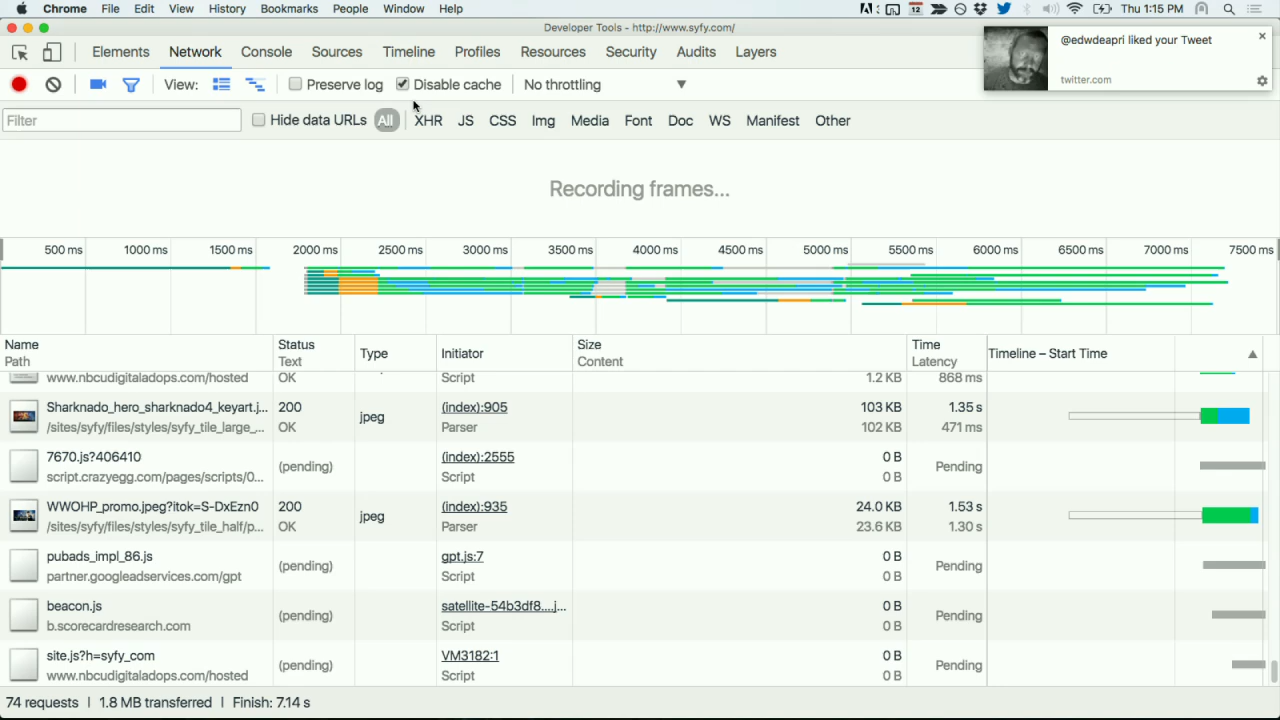 Chrome File Edit View History Bookmarks People Window Help
12 Thu 1:15 PM
Developer Tools - http://www.syfy.com/
Elements Network Console Sources Timeline Profiles Resources Security Audits Layers
@edwdeapri liked your Tweet
twitter.com
View: Preserve log Disable cache No throttling
Filter Hide data URLs All XHR JS CSS Img Media Font Doc WS Manifest Other
Recording frames...
500 ms 1000 ms 1500 ms 2000 ms 2500 ms 3000 ms 3500 ms 4000 ms 4500 ms 5000 ms 5500 ms 6000 ms 6500 ms 7000 ms 7500 ms
Name Status Type Initiator Size Time Timeline – Start Time
Path Text Content Latency
www.nbcudigitaladops.com/hosted OK Script 1.2 KB 868 ms
Sharknado_hero_sharknado4_keyart.j... 200 jpeg (index):905 103 KB 1.35 s
/sites/syfy/files/styles/syfy_tile_large_... OK Parser 102 KB 471 ms
7670.js?406410 (pending) (index):2555 0 B Pending
script.crazyegg.com/pages/scripts/0... Script 0 B
WWOHP_promo.jpeg?itok=S-DxEzn0 200 jpeg (index):935 24.0 KB 1.53 s
/sites/syfy/files/styles/syfy_tile_half/p... OK Parser 23.6 KB 1.30 s
pubads_impl_86.js (pending) gpt.js:7 0 B Pending
partner.googleadservices.com/gpt Script 0 B
beacon.js (pending) satellite-54b3df8....j... 0 B Pending
b.scorecardresearch.com Script 0 B
site.js?h=syfy_com (pending) VM3182:1 0 B Pending
www.nbcudigitaladops.com/hosted Script 0 B
74 requests | 1.8 MB transferred | Finish: 7.14 s